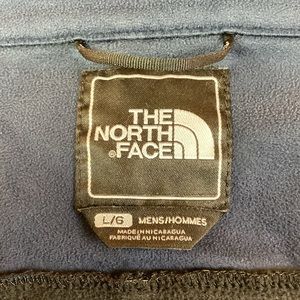 THE
NORTH
®FACE
L/G MENS/HOMMES
MADE IN NICARAGUA
FABRIQUÉ AU NICARAGUA